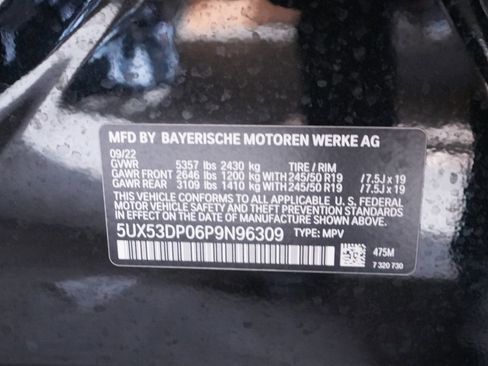 MFD BY BAYERISCHE MOTOREN WERKE AG
09/22
GVWR 5357 lbs 2430 kg TIRE / RIM
GAWR FRONT 2646 lbs 1200 kg WITH 245/50 R19 / 7.5J x 19
GAWR REAR 3109 lbs 1410 kg WITH 245/50 R19 / 7.5J x 19
THIS VEHICLE CONFORMS TO ALL APPLICABLE U. S. FEDERAL MOTOR
VEHICLE SAFETY AND THEFT PREVENTION STANDARDS IN EFFECT ON
THE DATE OF MANUFACTURE SHOWN ABOVE.
5UX53DP06P9N96309 TYPE: MPV
475M
7 320 730